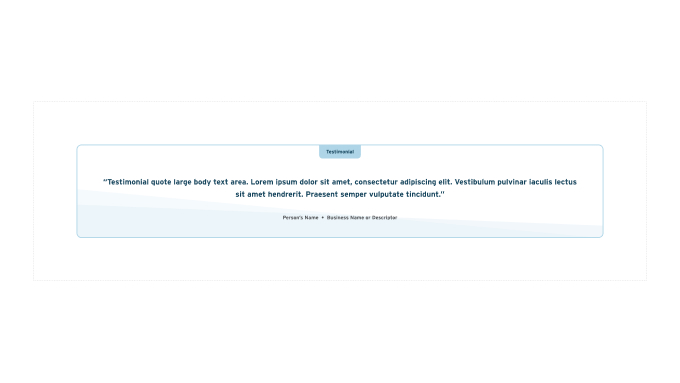 Testimonial
“Testimonial quote large body text area. Lorem ipsum dolor sit amet, consectetur adipiscing elit. Vestibulum pulvinar iaculis lectus
sit amet hendrerit. Praesent semper vulputate tincidunt.”
Person's Name • Business Name or Descriptor